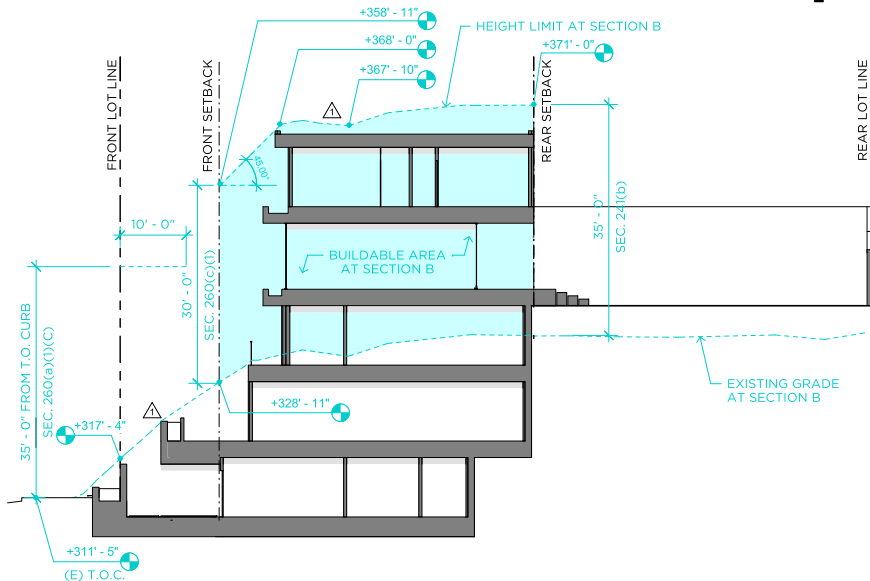 +358' - 11"
+368' - 0"
+367' - 10"
HEIGHT LIMIT AT SECTION B
+371' - 0"
FRONT LOT LINE
FRONT SETBACK
REAR SETBACK
REAR LOT LINE
1
45.00°
10' - 0"
30' - 0"
SEC. 260(c)(1)
BUILDABLE AREA
AT SECTION B
35' - 0"
SEC. 241(b)
35' - 0" FROM T.O. CURB
SEC. 260(a)(1)(C)
EXISTING GRADE
AT SECTION B
1
+328' - 11"
+317' - 4"
+311' - 5"
(E) T.O.C.